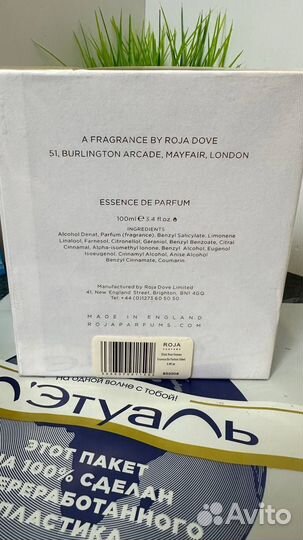 A FRAGRANCE BY ROJA DOVE
51, BURLINGTON ARCADE, MAYFAIR, LONDON
ESSENCE DE PARFUM
100ml ℮ 3.4 fl.oz.
INGREDIENTS
Alcohol Denat, Parfum (fragrance), Benzyl Salicylate, Limonene
Linalool, Farnesol, Citronellol, Geraniol, Benzyl Benzoate, Citral
Cinnamal, Alpha-isomethyl Ionone, Benzyl Alcohol, Eugenol
Isoeugenol, Cinnamyl Alcohol, Anise Alcohol
Benzyl Cinnamate, Coumarin
Manufactured by Roja Dove Limited
41, New England Street, Brighton, BN1 4GQ
Tel: +44 (0)1273 60 50 50
MADE IN ENGLAND
ROJAPARFUMS.COM
ROJA
PARFUMS
на одной волне с тобой!
Л'Этуаль
ЭТОТ ПАКЕТ
НА 100% СДЕЛАН
ПЕРЕРАБОТАННОГО
ПЛАСТИКА
Avito